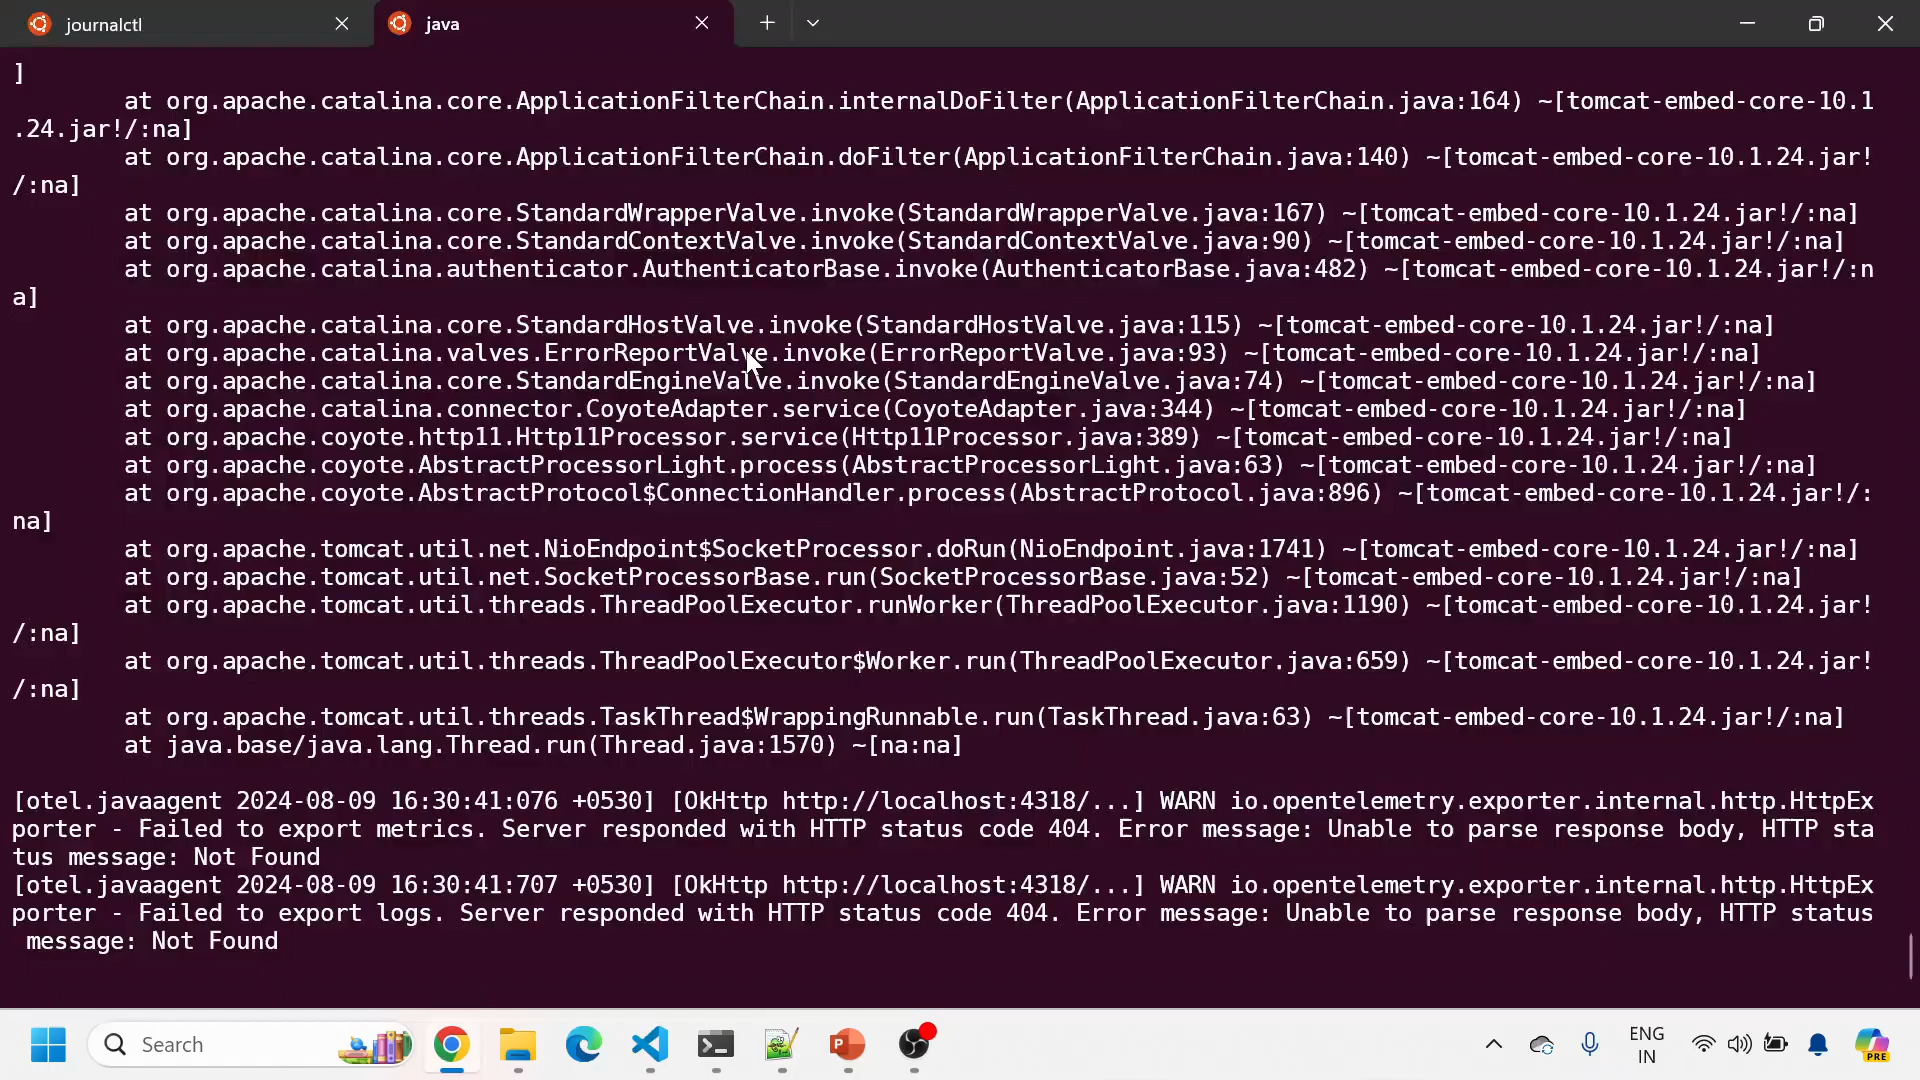 journalctl
java
]
at org.apache.catalina.core.ApplicationFilterChain.internalDoFilter(ApplicationFilterChain.java:164) ~[tomcat-embed-core-10.1
.24.jar!/:na]
at org.apache.catalina.core.ApplicationFilterChain.doFilter(ApplicationFilterChain.java:140) ~[tomcat-embed-core-10.1.24.jar!
/:na]
at org.apache.catalina.core.StandardWrapperValve.invoke(StandardWrapperValve.java:167) ~[tomcat-embed-core-10.1.24.jar!/:na]
at org.apache.catalina.core.StandardContextValve.invoke(StandardContextValve.java:90) ~[tomcat-embed-core-10.1.24.jar!/:na]
at org.apache.catalina.authenticator.AuthenticatorBase.invoke(AuthenticatorBase.java:482) ~[tomcat-embed-core-10.1.24.jar!/:n
a]
at org.apache.catalina.core.StandardHostValve.invoke(StandardHostValve.java:115) ~[tomcat-embed-core-10.1.24.jar!/:na]
at org.apache.catalina.valves.ErrorReportValve.invoke(ErrorReportValve.java:93) ~[tomcat-embed-core-10.1.24.jar!/:na]
at org.apache.catalina.core.StandardEngineValve.invoke(StandardEngineValve.java:74) ~[tomcat-embed-core-10.1.24.jar!/:na]
at org.apache.catalina.connector.CoyoteAdapter.service(CoyoteAdapter.java:344) ~[tomcat-embed-core-10.1.24.jar!/:na]
at org.apache.coyote.http11.Http11Processor.service(Http11Processor.java:389) ~[tomcat-embed-core-10.1.24.jar!/:na]
at org.apache.coyote.AbstractProcessorLight.process(AbstractProcessorLight.java:63) ~[tomcat-embed-core-10.1.24.jar!/:na]
at org.apache.coyote.AbstractProtocol$ConnectionHandler.process(AbstractProtocol.java:896) ~[tomcat-embed-core-10.1.24.jar!/:
na]
at org.apache.tomcat.util.net.NioEndpoint$SocketProcessor.doRun(NioEndpoint.java:1741) ~[tomcat-embed-core-10.1.24.jar!/:na]
at org.apache.tomcat.util.net.SocketProcessorBase.run(SocketProcessorBase.java:52) ~[tomcat-embed-core-10.1.24.jar!/:na]
at org.apache.tomcat.util.threads.ThreadPoolExecutor.runWorker(ThreadPoolExecutor.java:1190) ~[tomcat-embed-core-10.1.24.jar!
/:na]
at org.apache.tomcat.util.threads.ThreadPoolExecutor$Worker.run(ThreadPoolExecutor.java:659) ~[tomcat-embed-core-10.1.24.jar!
/:na]
at org.apache.tomcat.util.threads.TaskThread$WrappingRunnable.run(TaskThread.java:63) ~[tomcat-embed-core-10.1.24.jar!/:na]
at java.base/java.lang.Thread.run(Thread.java:1570) ~[na:na]
[otel.javaagent 2024-08-09 16:30:41:076 +0530] [OkHttp http://localhost:4318/...] WARN io.opentelemetry.exporter.internal.http.HttpEx
porter - Failed to export metrics. Server responded with HTTP status code 404. Error message: Unable to parse response body, HTTP sta
tus message: Not Found
[otel.javaagent 2024-08-09 16:30:41:707 +0530] [OkHttp http://localhost:4318/...] WARN io.opentelemetry.exporter.internal.http.HttpEx
porter - Failed to export logs. Server responded with HTTP status code 404. Error message: Unable to parse response body, HTTP status
message: Not Found
Search
ENG
IN
PRE